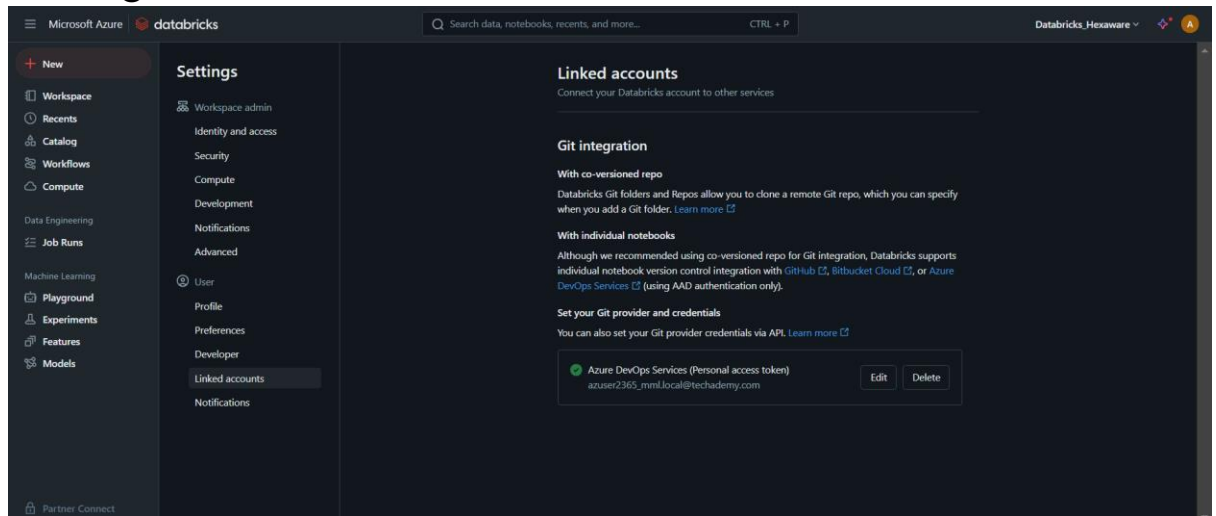 Microsoft Azure databricks Search data, notebooks, recents, and more... CTRL + P Databricks_Hexaware A
New
Workspace
Recents
Catalog
Workflows
Compute
Data Engineering
Job Runs
Machine Learning
Playground
Experiments
Features
Models
Partner Connect
Settings
Workspace admin
Identity and access
Security
Compute
Development
Notifications
Advanced
User
Profile
Preferences
Developer
Linked accounts
Notifications
Linked accounts
Connect your Databricks account to other services
Git integration
With co-versioned repo
Databricks Git folders and Repos allow you to clone a remote Git repo, which you can specify
when you add a Git folder. Learn more
With individual notebooks
Although we recommended using co-versioned repo for Git integration, Databricks supports
individual notebook version control integration with GitHub, Bitbucket Cloud, or Azure
DevOps Services (using AAD authentication only).
Set your Git provider and credentials
You can also set your Git provider credentials via API. Learn more
Azure DevOps Services (Personal access token)
azuser2365_mml.local@techademy.com
Edit Delete